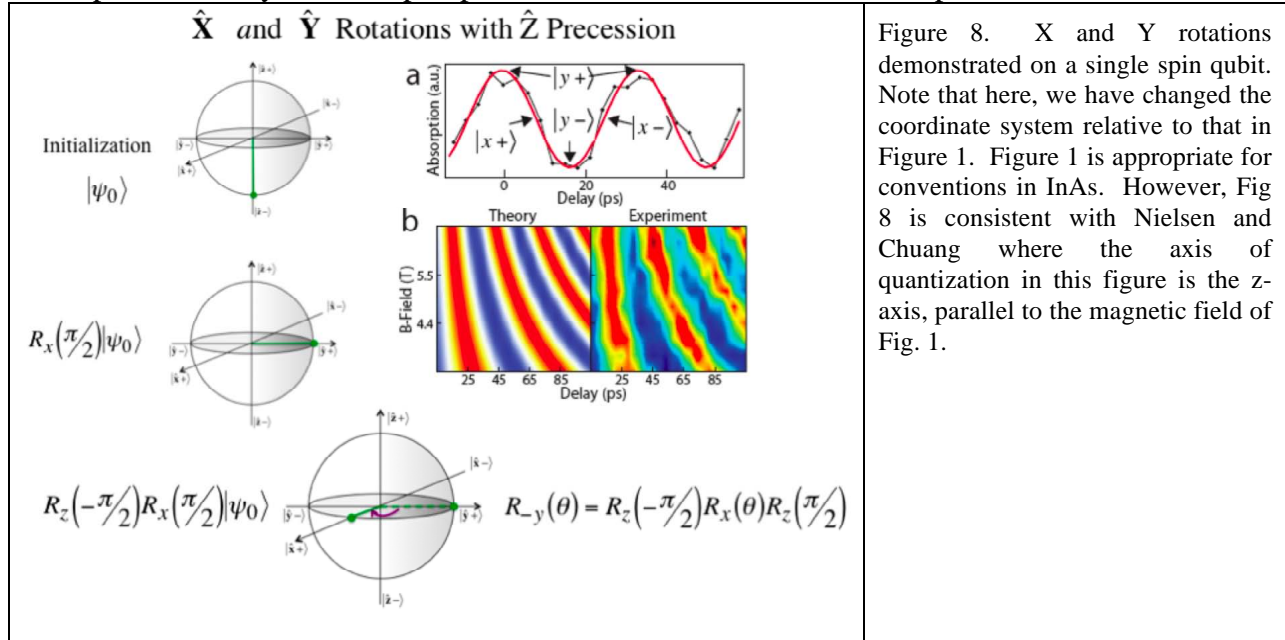 X̂ and Ŷ Rotations with Ẑ Precession
Initialization
|ψ₀⟩
|ẑ+⟩
|x̂−⟩
|ŷ−⟩
|ŷ+⟩
|x̂+⟩
|ẑ−⟩
a
Absorption (a.u.)
|y+⟩
|x+⟩
|y−⟩
|x−⟩
0 20 40
Delay (ps)
b
Theory Experiment
B-Field (T)
5.5
4.4
25 45 65 85 25 45 65 85
Delay (ps)
Rₓ(π/2)|ψ₀⟩
|ẑ+⟩
|x̂−⟩
|ŷ−⟩
|ŷ+⟩
|x̂+⟩
|ẑ−⟩
R_z(−π/2)Rₓ(π/2)|ψ₀⟩
|ẑ+⟩
|x̂−⟩
|ŷ−⟩
|ŷ+⟩
|x̂+⟩
|ẑ−⟩
R₋y(θ) = R_z(−π/2)Rₓ(θ)R_z(π/2)
Figure 8. X and Y rotations
demonstrated on a single spin qubit.
Note that here, we have changed the
coordinate system relative to that in
Figure 1. Figure 1 is appropriate for
conventions in InAs. However, Fig
8 is consistent with Nielsen and
Chuang where the axis of
quantization in this figure is the z-
axis, parallel to the magnetic field of
Fig. 1.